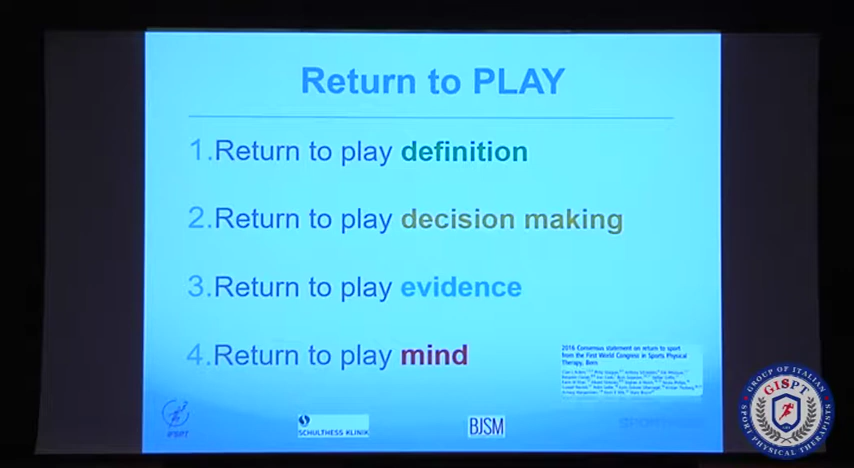 Return to PLAY
1.Return to play definition
2.Return to play decision making
3.Return to play evidence
4.Return to play mind
2016 Consensus statement on return to sport
from the First World Congress in Sports Physical
Therapy, Bern
IFSPT
SCHULTHESS KLINIK
BJSM
GROUP OF ITALIAN
GISPT
SPORT PHYSICAL THERAPISTS